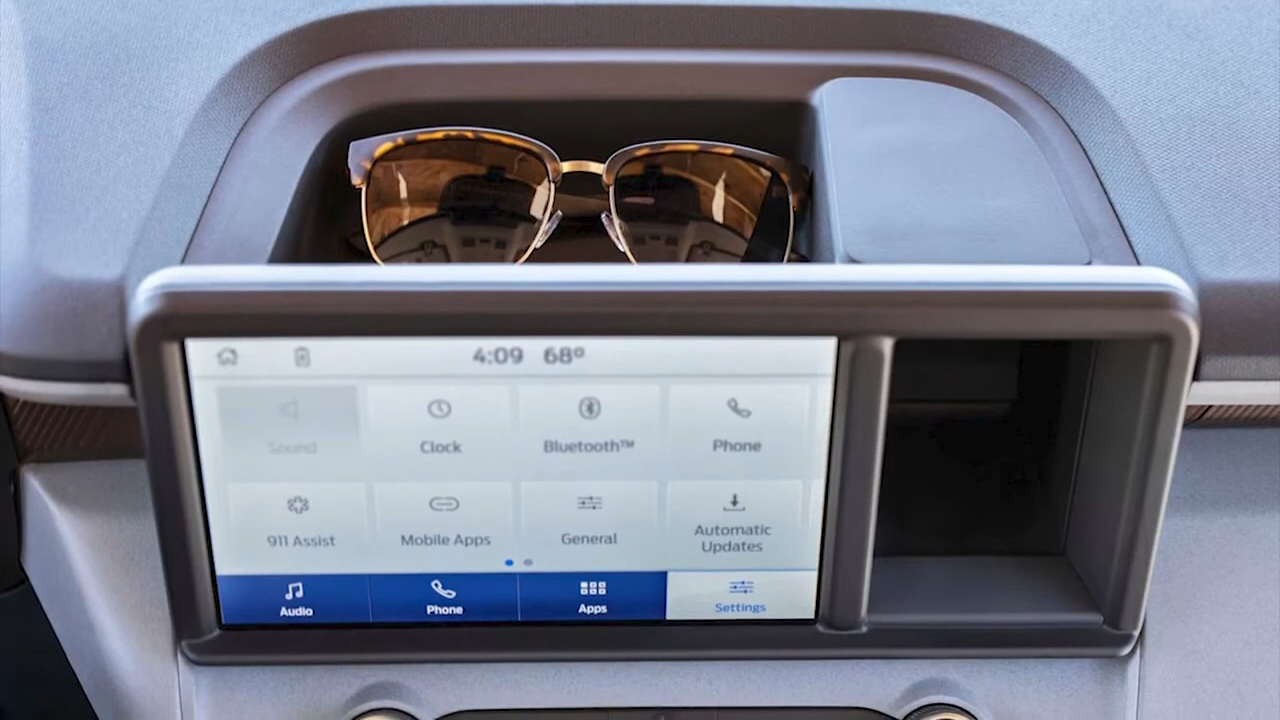 4:09 68°
Sound
Clock
Bluetooth™
Phone
911 Assist
Mobile Apps
General
Automatic
Updates
Audio
Phone
Apps
Settings